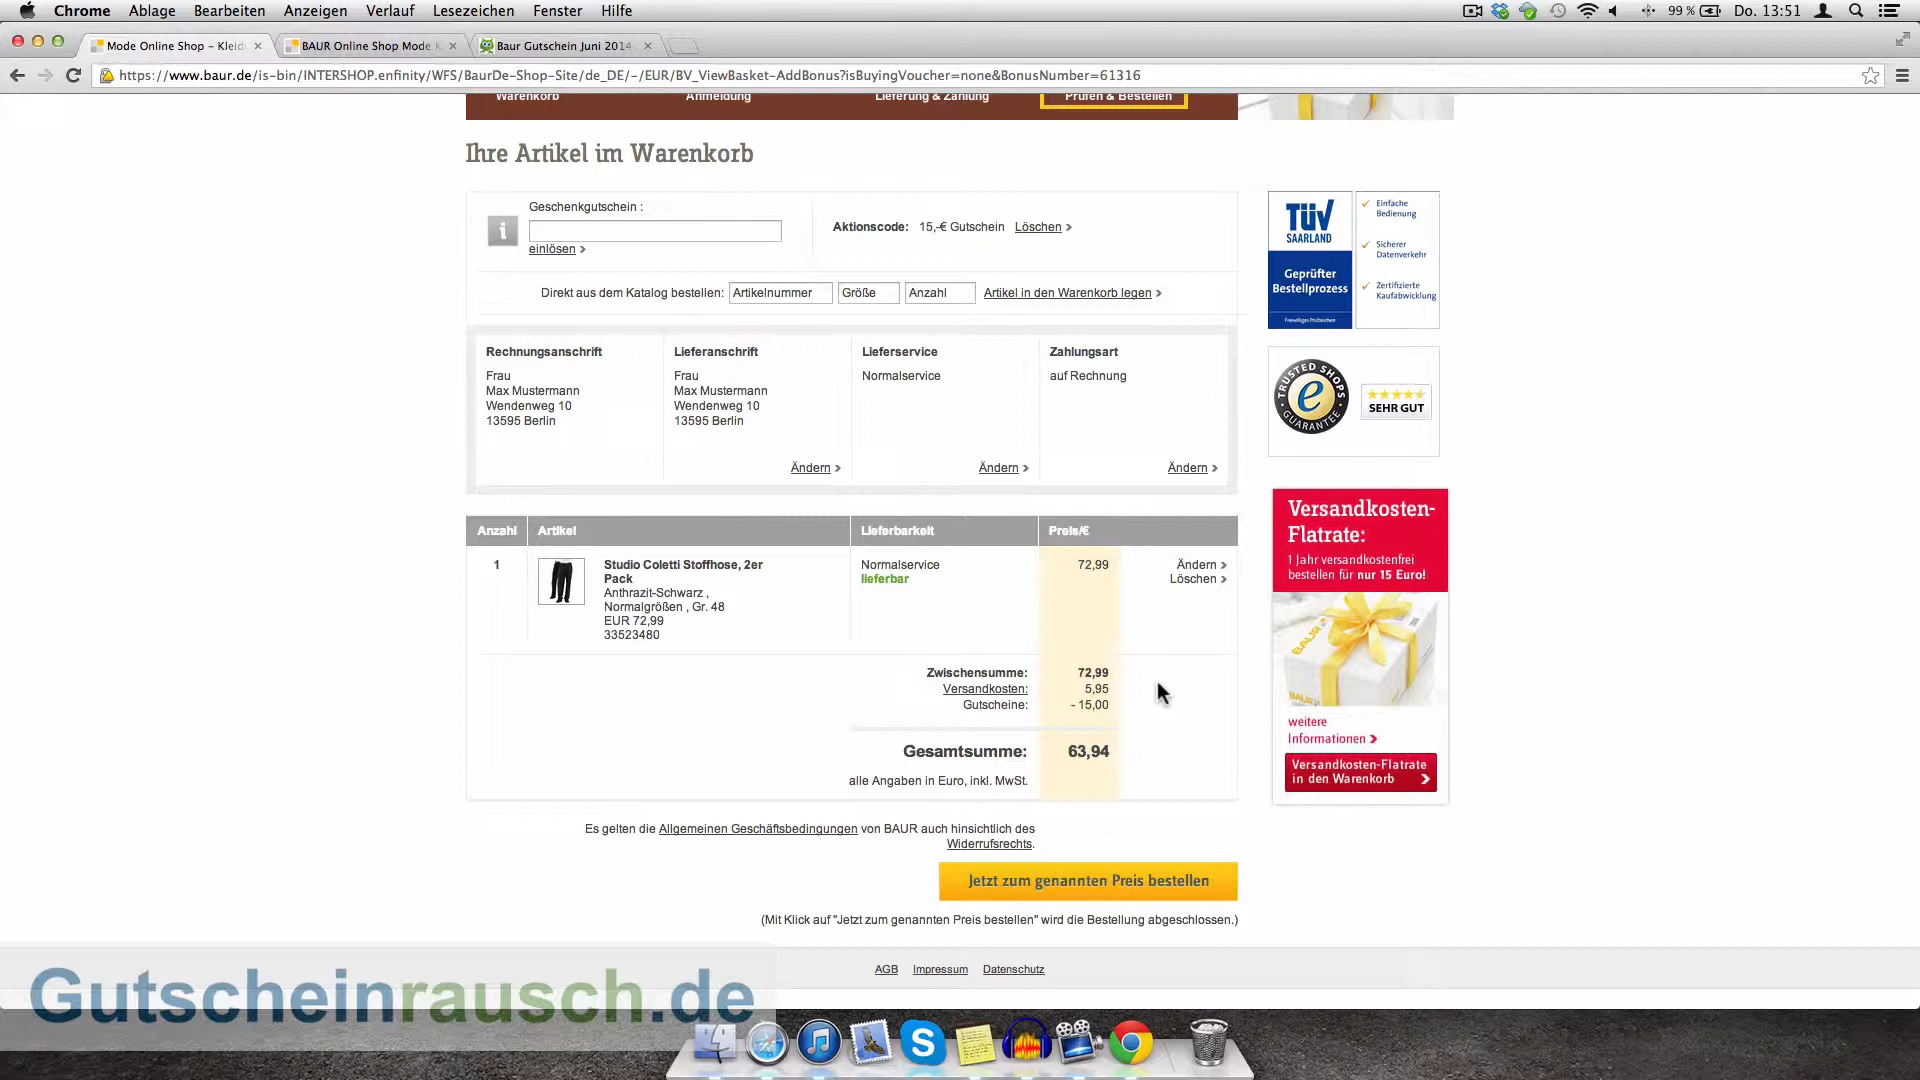 Chrome Ablage Bearbeiten Anzeigen Verlauf Lesezeichen Fenster Hilfe 99 % Do. 13:51
Mode Online Shop – Kleid BAUR Online Shop Mode K Baur Gutschein Juni 2014
https://www.baur.de/is-bin/INTERSHOP.enfinity/WFS/BaurDe-Shop-Site/de_DE/-/EUR/BV_ViewBasket-AddBonus?isBuyingVoucher=none&BonusNumber=61316
Warenkorb Anmeldung Lieferung & Zahlung Prüfen & Bestellen
Ihre Artikel im Warenkorb
Geschenkgutschein :
einlösen
Aktionscode: 15,-€ Gutschein Löschen
Direkt aus dem Katalog bestellen: Artikelnummer Größe Anzahl Artikel in den Warenkorb legen
Rechnungsanschrift
Frau
Max Mustermann
Wendenweg 10
13595 Berlin
Lieferanschrift
Frau
Max Mustermann
Wendenweg 10
13595 Berlin
Ändern
Lieferservice
Normalservice
Ändern
Zahlungsart
auf Rechnung
Ändern
Anzahl Artikel Lieferbarkeit Preis/€
1
Studio Coletti Stoffhose, 2er
Pack
Anthrazit-Schwarz ,
Normalgrößen , Gr. 48
EUR 72,99
33523480
Normalservice
lieferbar
72,99
Ändern
Löschen
Zwischensumme: 72,99
Versandkosten: 5,95
Gutscheine: - 15,00
Gesamtsumme: 63,94
alle Angaben in Euro, inkl. MwSt.
Es gelten die Allgemeinen Geschäftsbedingungen von BAUR auch hinsichtlich des
Widerrufsrechts.
Jetzt zum genannten Preis bestellen
(Mit Klick auf "Jetzt zum genannten Preis bestellen" wird die Bestellung abgeschlossen.)
TÜV
SAARLAND
Geprüfter
Bestellprozess
Freiwilliges Prüfzeichen
Einfache
Bedienung
Sicherer
Datenverkehr
Zertifizierte
Kaufabwicklung
TRUSTED SHOPS
e
GUARANTEE
SEHR GUT
Versandkosten-
Flatrate:
1 Jahr versandkostenfrei
bestellen für nur 15 Euro!
BAUR
BAUR
weitere
Informationen
Versandkosten-Flatrate
in den Warenkorb
AGB Impressum Datenschutz
Gutscheinrausch.de